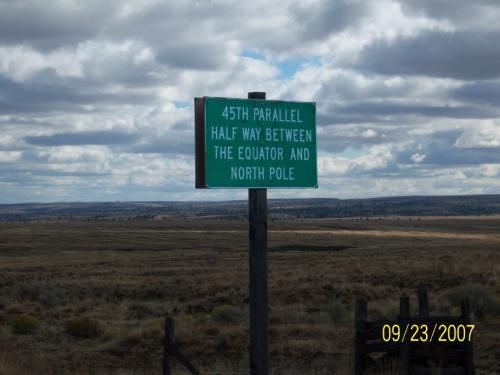 45TH PARALLEL
HALF WAY BETWEEN
THE EQUATOR AND
NORTH POLE
09/23/2007